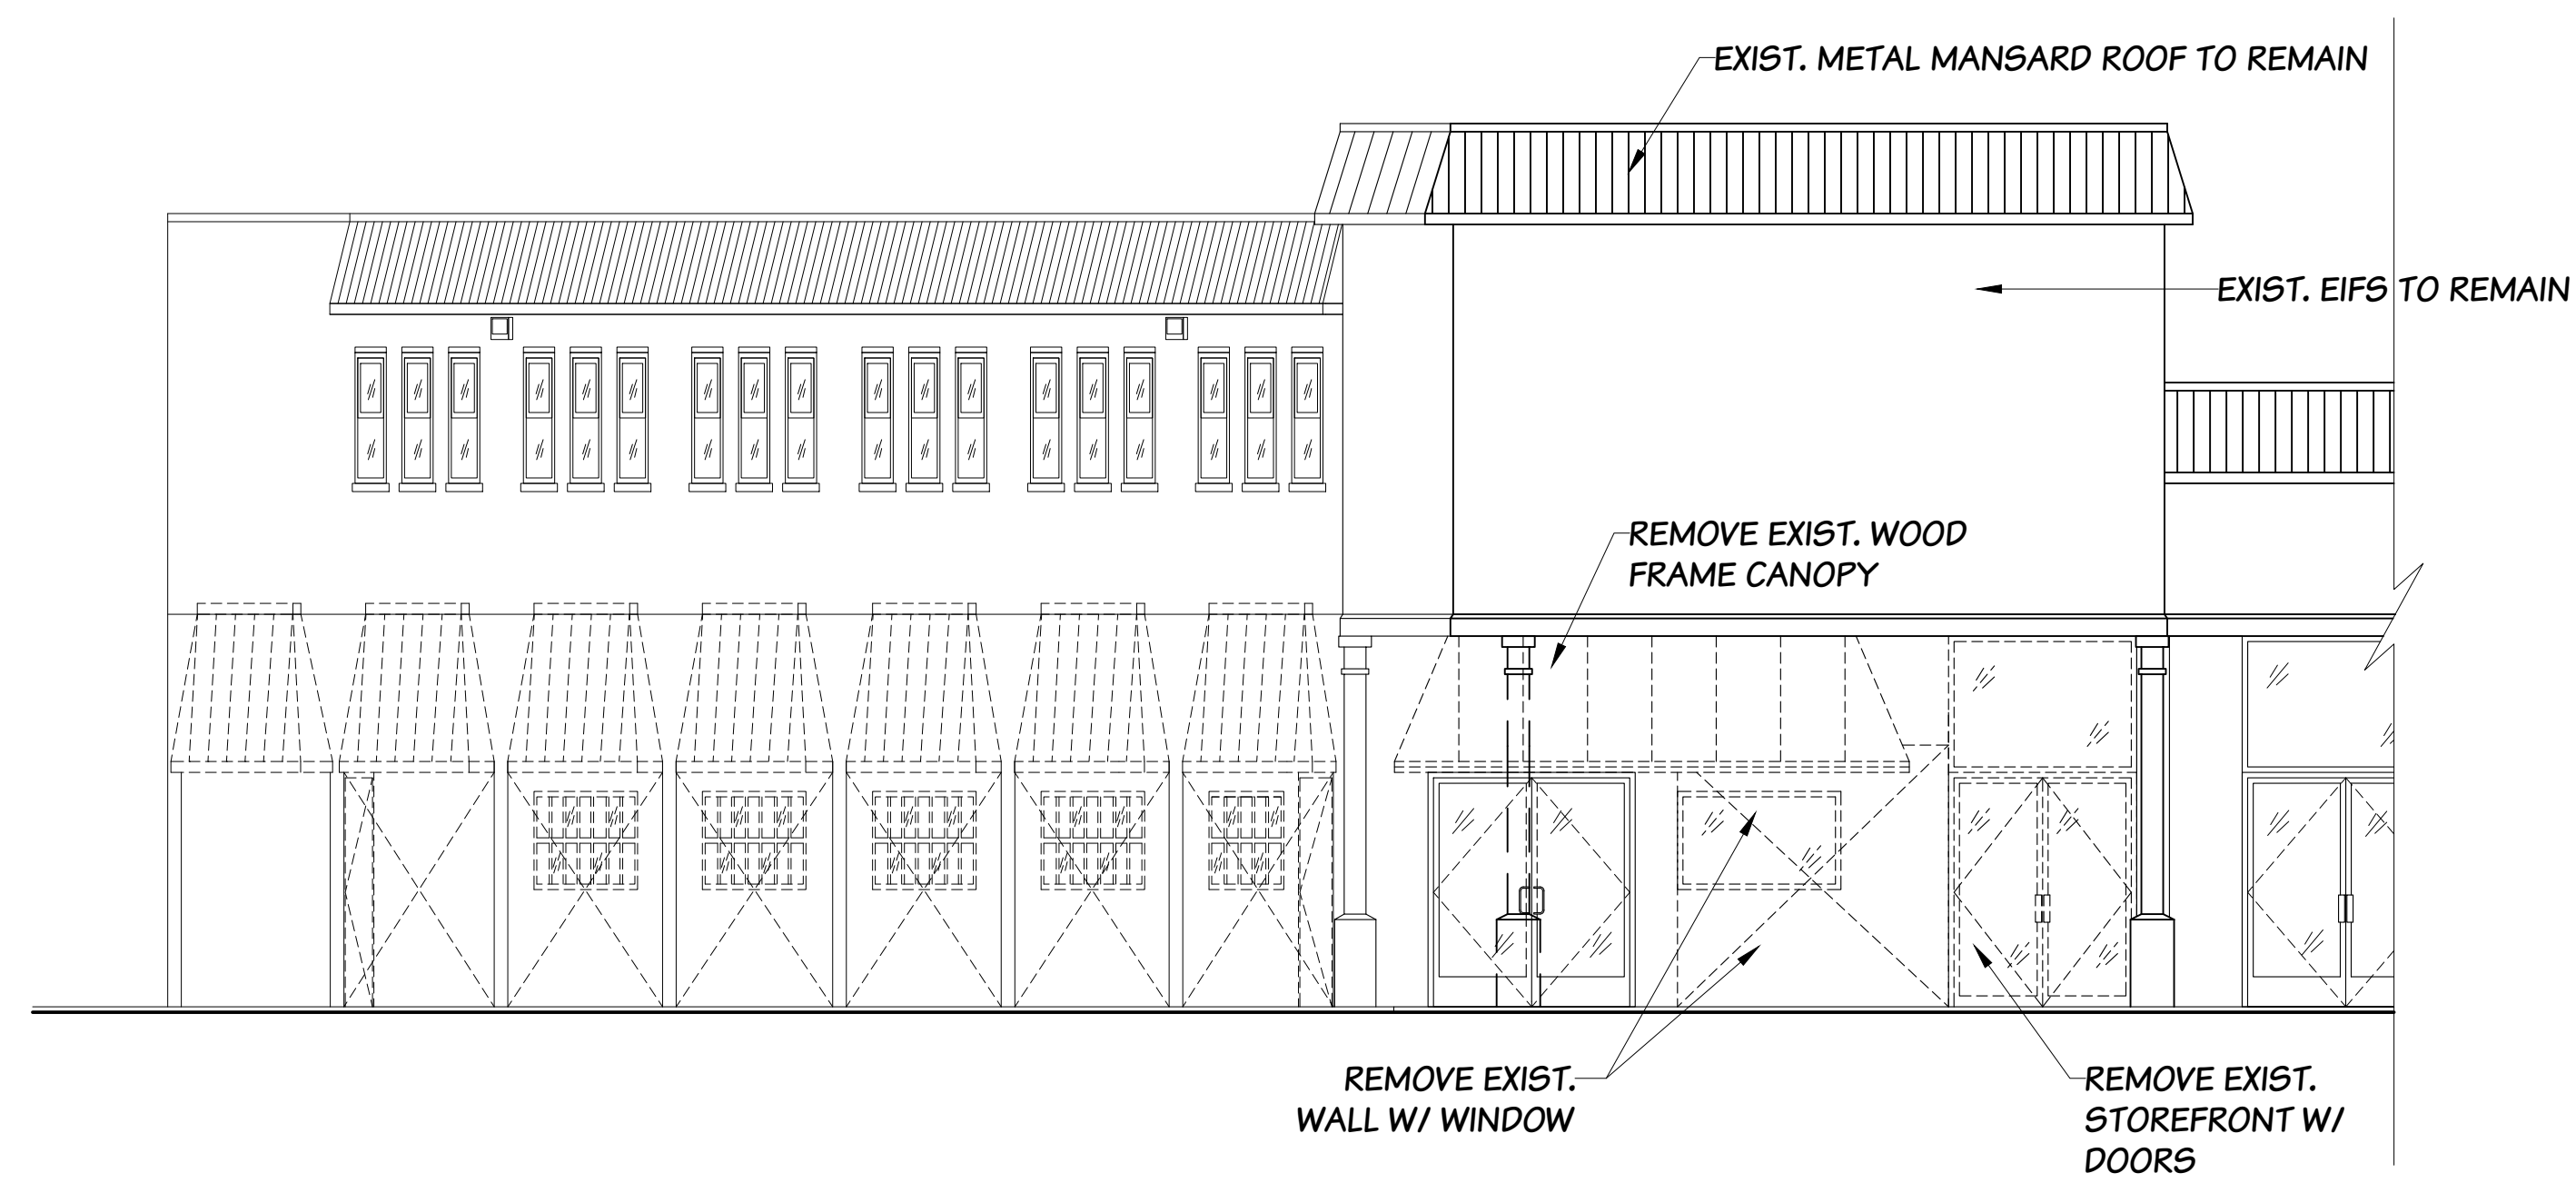 EXIST. METAL MANSARD ROOF TO REMAIN
EXIST. EIFS TO REMAIN
REMOVE EXIST. WOOD
FRAME CANOPY
REMOVE EXIST.
WALL W/ WINDOW
REMOVE EXIST.
STOREFRONT W/
DOORS